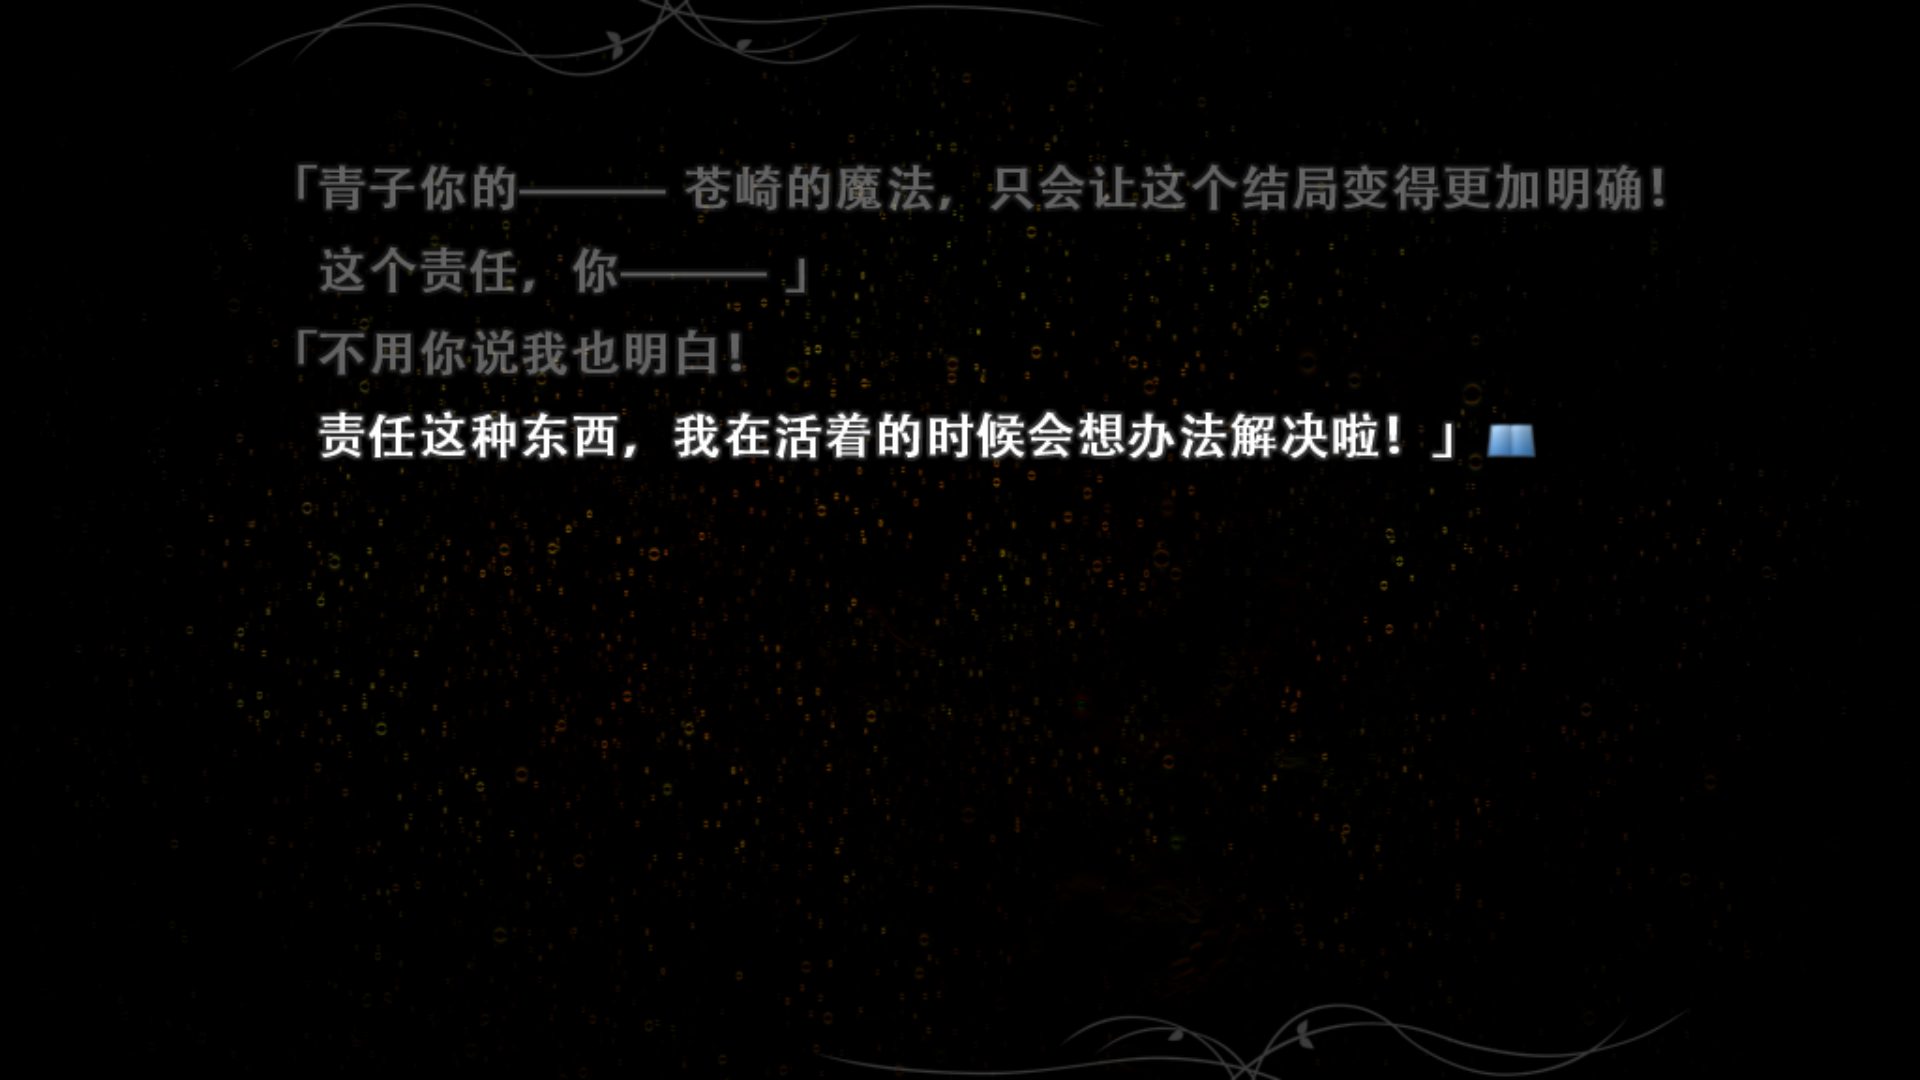 「青子你的——— 苍崎的魔法，只会让这个结局变得更加明确！
这个责任，你——— 」
「不用你说我也明白！
责任这种东西，我在活着的时候会想办法解决啦！」